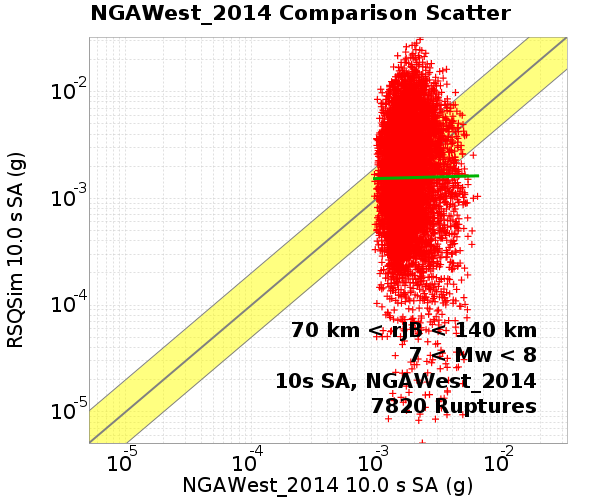 NGAWest_2014 Comparison Scatter
RSQSim 10.0 s SA (g)
10-2
10-3
10-4
10-5
70 km < rJB < 140 km
7 < Mw < 8
10s SA, NGAWest_2014
7820 Ruptures
10-5 10-4 10-3 10-2
NGAWest_2014 10.0 s SA (g)